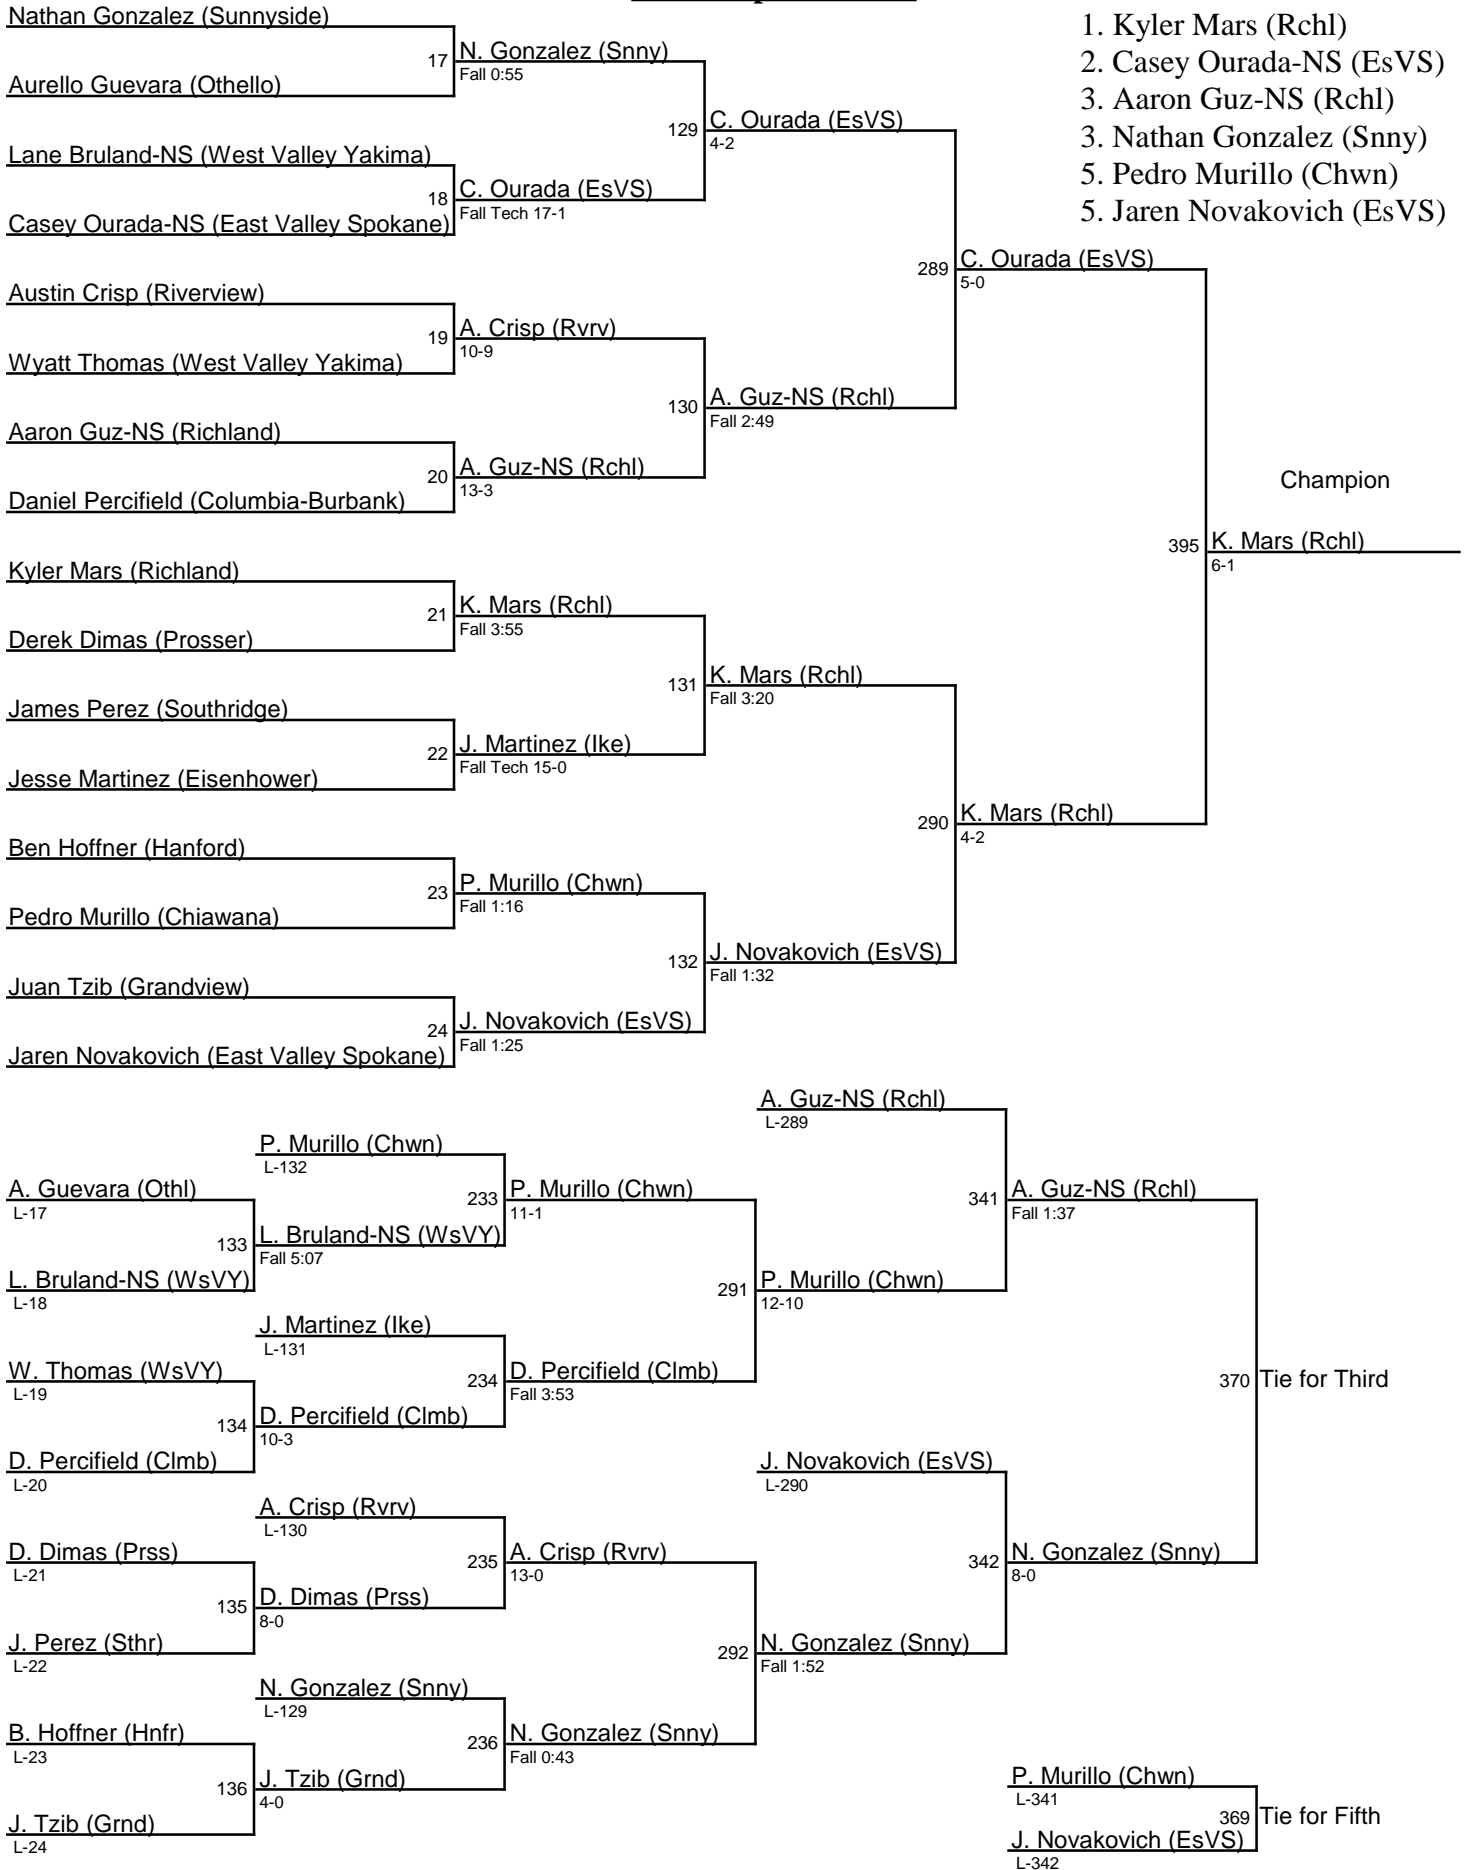 1. Kyler Mars (Rchl)
2. Casey Ourada-NS (EsVS)
3. Aaron Guz-NS (Rchl)
3. Nathan Gonzalez (Snny)
5. Pedro Murillo (Chwn)
5. Jaren Novakovich (EsVS)
Nathan Gonzalez (Sunnyside)
17 N. Gonzalez (Snny)
Fall 0:55
Aurello Guevara (Othello)
129 C. Ourada (EsVS)
4-2
Lane Bruland-NS (West Valley Yakima)
18 C. Ourada (EsVS)
Fall Tech 17-1
Casey Ourada-NS (East Valley Spokane)
289 C. Ourada (EsVS)
5-0
Austin Crisp (Riverview)
19 A. Crisp (Rvrv)
10-9
Wyatt Thomas (West Valley Yakima)
130 A. Guz-NS (Rchl)
Fall 2:49
Aaron Guz-NS (Richland)
20 A. Guz-NS (Rchl)
13-3
Daniel Percifield (Columbia-Burbank)
Champion
395 K. Mars (Rchl)
6-1
Kyler Mars (Richland)
21 K. Mars (Rchl)
Fall 3:55
Derek Dimas (Prosser)
131 K. Mars (Rchl)
Fall 3:20
James Perez (Southridge)
22 J. Martinez (Ike)
Fall Tech 15-0
Jesse Martinez (Eisenhower)
290 K. Mars (Rchl)
4-2
Ben Hoffner (Hanford)
23 P. Murillo (Chwn)
Fall 1:16
Pedro Murillo (Chiawana)
132 J. Novakovich (EsVS)
Fall 1:32
Juan Tzib (Grandview)
24 J. Novakovich (EsVS)
Fall 1:25
Jaren Novakovich (East Valley Spokane)
A. Guz-NS (Rchl)
L-289
P. Murillo (Chwn)
L-132
A. Guevara (Othl)
L-17
233 P. Murillo (Chwn)
11-1
341 A. Guz-NS (Rchl)
Fall 1:37
133 L. Bruland-NS (WsVY)
Fall 5:07
L. Bruland-NS (WsVY)
L-18
291 P. Murillo (Chwn)
12-10
J. Martinez (Ike)
L-131
W. Thomas (WsVY)
L-19
234 D. Percifield (Clmb)
Fall 3:53
370 Tie for Third
134 D. Percifield (Clmb)
10-3
D. Percifield (Clmb)
L-20
J. Novakovich (EsVS)
L-290
A. Crisp (Rvrv)
L-130
D. Dimas (Prss)
L-21
235 A. Crisp (Rvrv)
13-0
342 N. Gonzalez (Snny)
8-0
135 D. Dimas (Prss)
8-0
J. Perez (Sthr)
L-22
292 N. Gonzalez (Snny)
Fall 1:52
N. Gonzalez (Snny)
L-129
B. Hoffner (Hnfr)
L-23
236 N. Gonzalez (Snny)
Fall 0:43
136 J. Tzib (Grnd)
4-0
J. Tzib (Grnd)
L-24
P. Murillo (Chwn)
L-341
369 Tie for Fifth
J. Novakovich (EsVS)
L-342